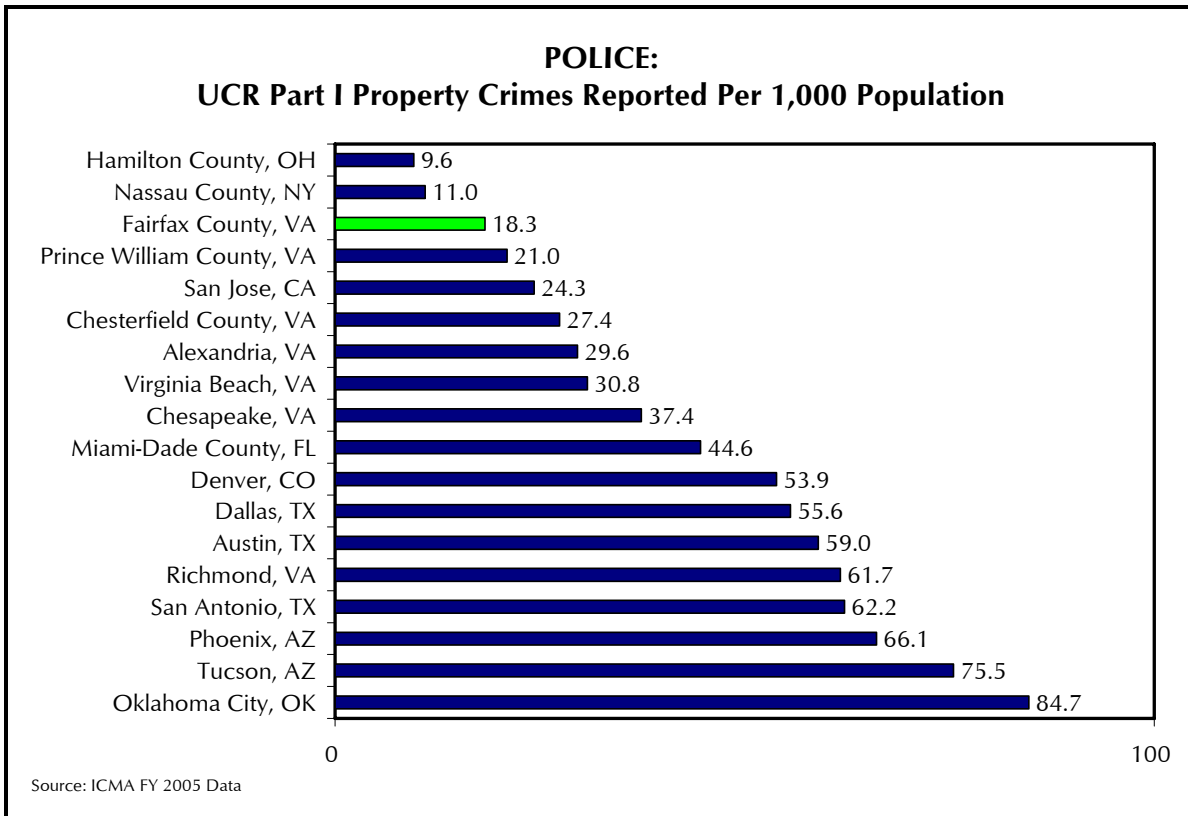 POLICE:
UCR Part I Property Crimes Reported Per 1,000 Population
Hamilton County, OH 9.6
Nassau County, NY 11.0
Fairfax County, VA 18.3
Prince William County, VA 21.0
San Jose, CA 24.3
Chesterfield County, VA 27.4
Alexandria, VA 29.6
Virginia Beach, VA 30.8
Chesapeake, VA 37.4
Miami-Dade County, FL 44.6
Denver, CO 53.9
Dallas, TX 55.6
Austin, TX 59.0
Richmond, VA 61.7
San Antonio, TX 62.2
Phoenix, AZ 66.1
Tucson, AZ 75.5
Oklahoma City, OK 84.7
0 100
Source: ICMA FY 2005 Data